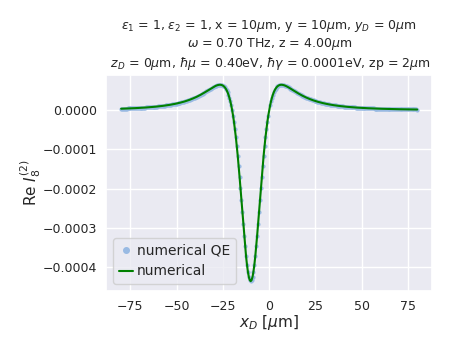 ε₁ = 1, ε₂ = 1, x = 10μm, y = 10μm, y_D = 0μm
ω = 0.70 THz, z = 4.00μm
z_D = 0μm, ℏμ = 0.40eV, ℏγ = 0.0001eV, zp = 2μm
Re I₈⁽²⁾
0.0000
−0.0001
−0.0002
−0.0003
−0.0004
numerical QE
numerical
−75 −50 −25 0 25 50 75
x_D [μm]